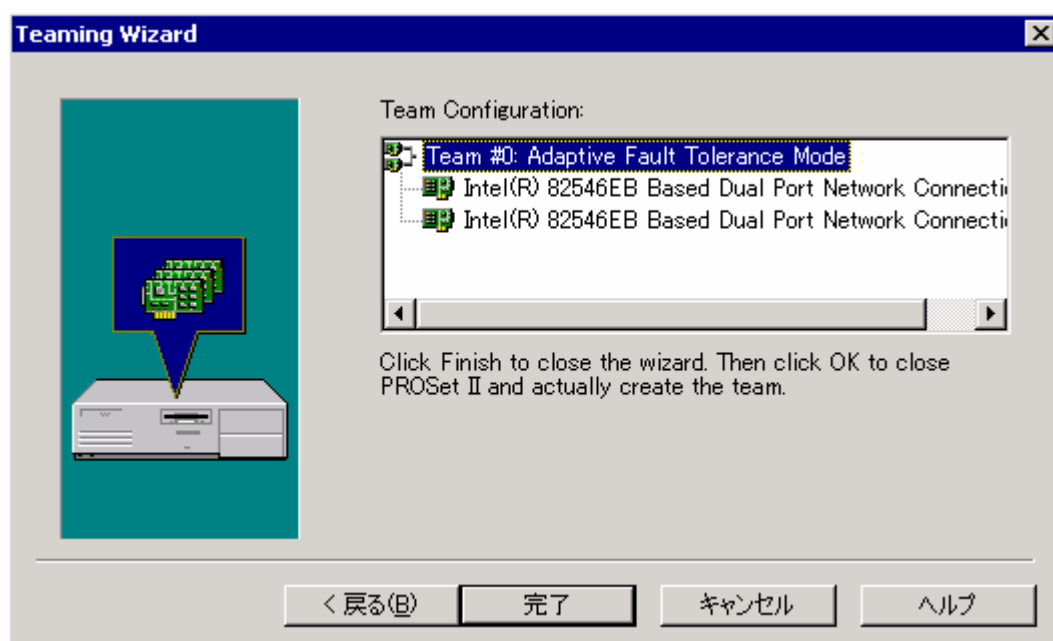 Teaming Wizard
Team Configuration:
Team #0: Adaptive Fault Tolerance Mode
Intel(R) 82546EB Based Dual Port Network Connecti
Intel(R) 82546EB Based Dual Port Network Connecti
Click Finish to close the wizard. Then click OK to close
PROSet II and actually create the team.
< 戻る(B) 完了 キャンセル ヘルプ